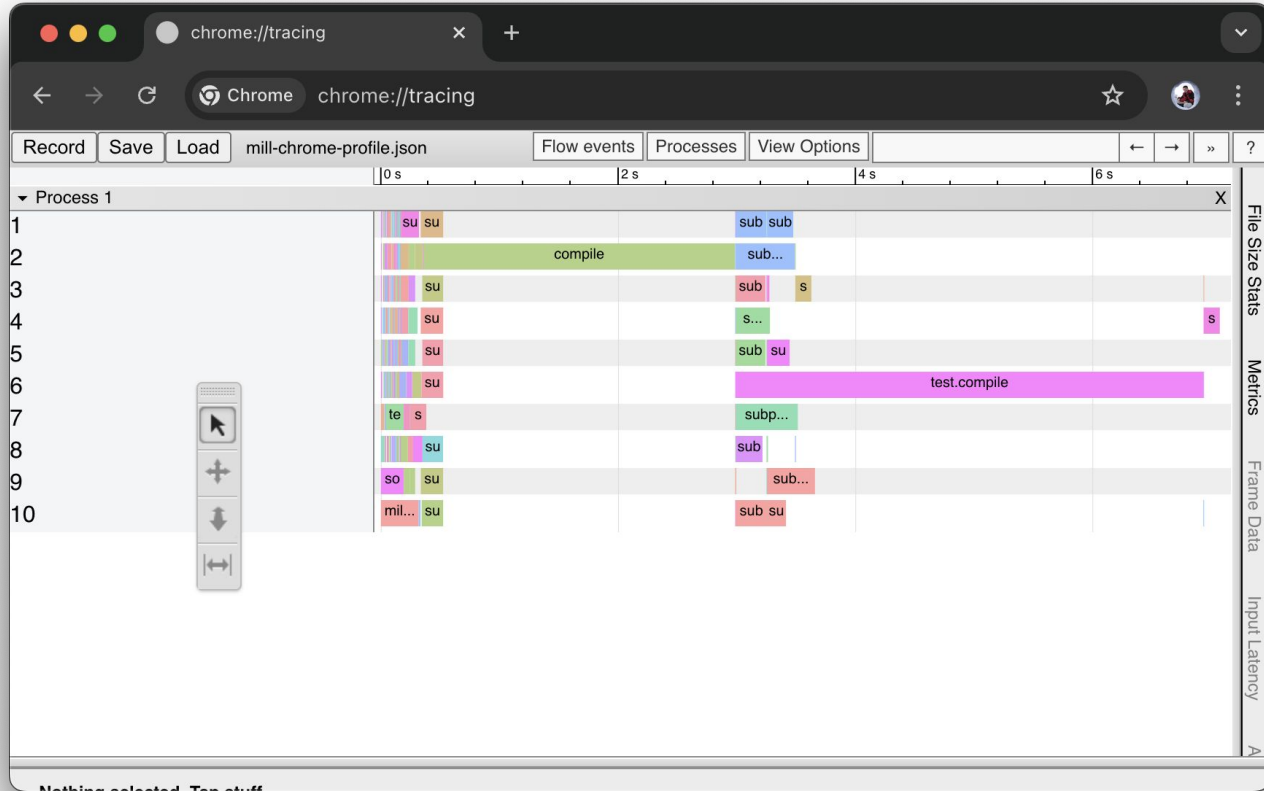 chrome://tracing
Chrome chrome://tracing
Record Save Load mill-chrome-profile.json Flow events Processes View Options ← → » ?
0 s 2 s 4 s 6 s
Process 1 X
1 su su sub sub
2 compile sub...
3 su sub s
4 su s... s
5 su sub su
6 su test.compile
7 te s subp...
8 su sub
9 so su sub...
10 mil... su sub su
File Size Stats
Metrics
Frame Data
Input Latency
A
Nothing selected. Tap stuff.